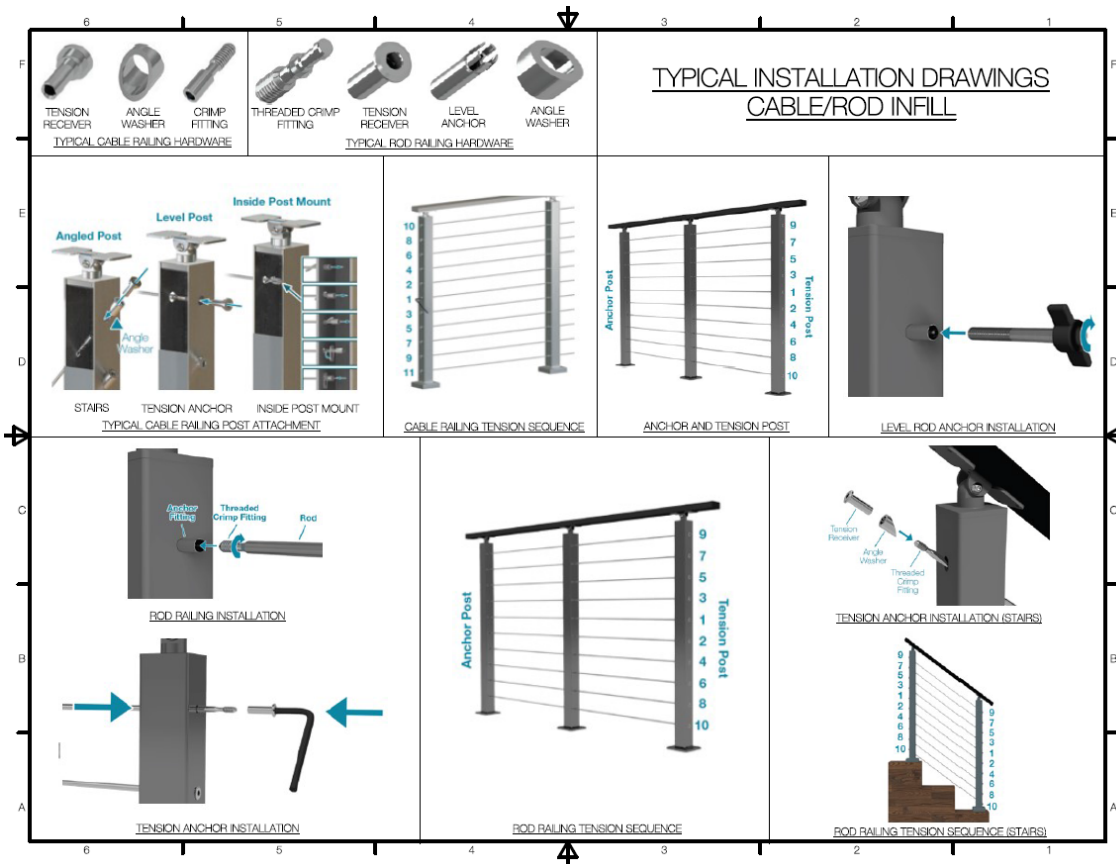 6 5 4 3 2 1
F
F
TENSION
RECEIVER
ANGLE
WASHER
CRIMP
FITTING
TYPICAL CABLE RAILING HARDWARE
THREADED CRIMP
FITTING
TENSION
RECEIVER
LEVEL
ANCHOR
ANGLE
WASHER
TYPICAL ROD RAILING HARDWARE
TYPICAL INSTALLATION DRAWINGS
CABLE/ROD INFILL
E
E
Angled Post
Level Post
Inside Post Mount
Angle
Washer
STAIRS
TENSION ANCHOR
INSIDE POST MOUNT
TYPICAL CABLE RAILING POST ATTACHMENT
10
8
6
4
2
1
3
5
7
9
11
CABLE RAILING TENSION SEQUENCE
Anchor Post
9
7
5
3
1
2
4
6
8
10
Tension Post
ANCHOR AND TENSION POST
LEVEL ROD ANCHOR INSTALLATION
D
D
C
C
Anchor
Fitting
Threaded
Crimp Fitting
Rod
ROD RAILING INSTALLATION
Anchor Post
9
7
5
3
1
2
4
6
8
10
Tension Post
ROD RAILING TENSION SEQUENCE
Tension
Receiver
Angle
Washer
Threaded
Crimp
Fitting
TENSION ANCHOR INSTALLATION (STAIRS)
B
B
TENSION ANCHOR INSTALLATION
9
7
5
3
1
2
4
6
8
10
9
7
5
3
1
2
4
6
8
10
ROD RAILING TENSION SEQUENCE (STAIRS)
A
A
6 5 4 3 2 1